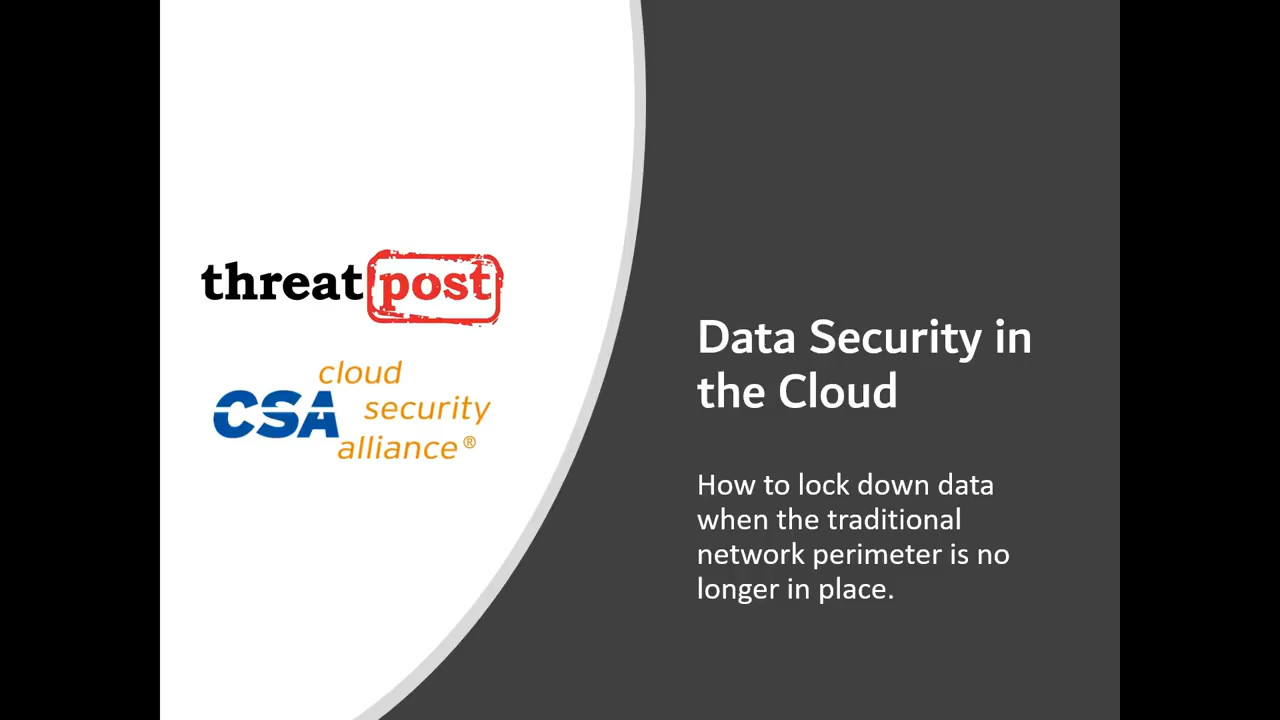 threatpost
cloud
CSA security
alliance®
Data Security in
the Cloud
How to lock down data
when the traditional
network perimeter is no
longer in place.